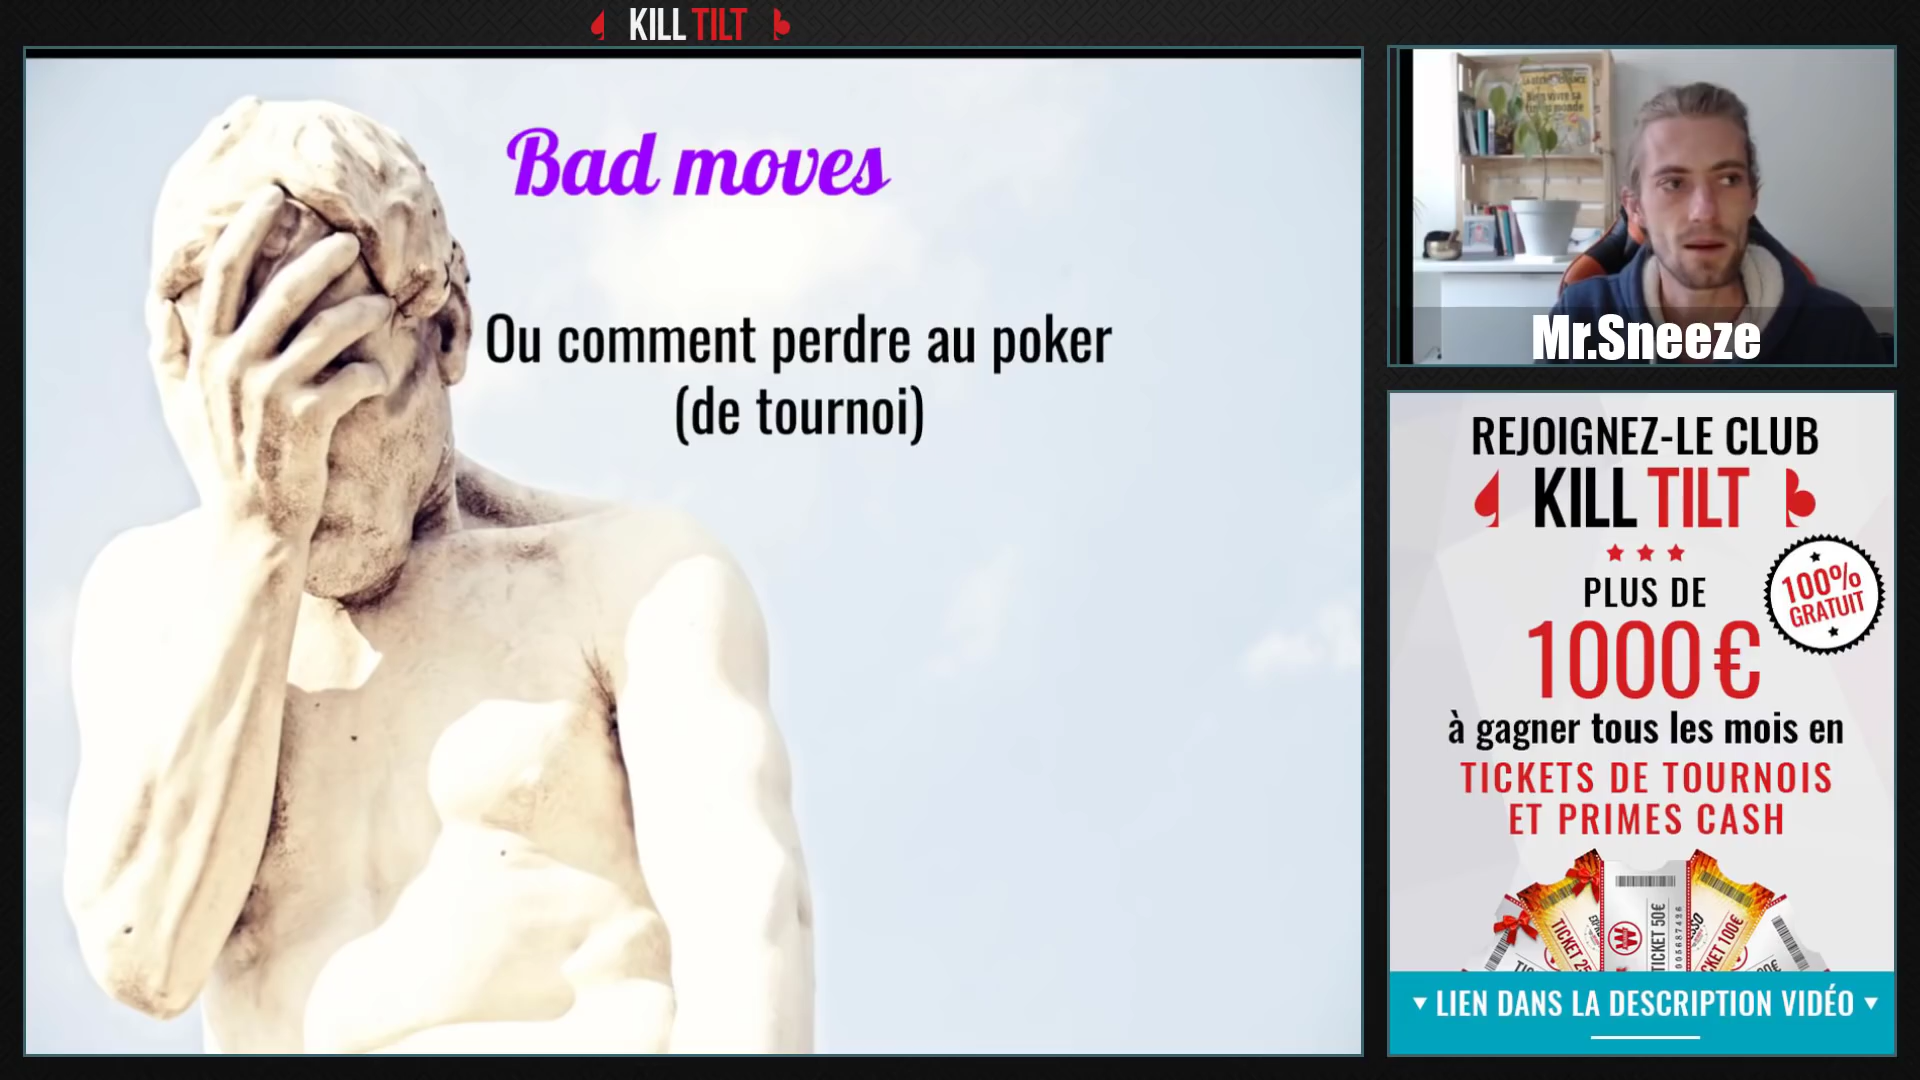 KILL TILT
Bad moves
Ou comment perdre au poker
(de tournoi)
Mr.Sneeze
REJOIGNEZ-LE CLUB
KILL TILT
PLUS DE
100%
GRATUIT
1000 €
à gagner tous les mois en
TICKETS DE TOURNOIS
ET PRIMES CASH
TICKET 50€
LIEN DANS LA DESCRIPTION VIDÉO